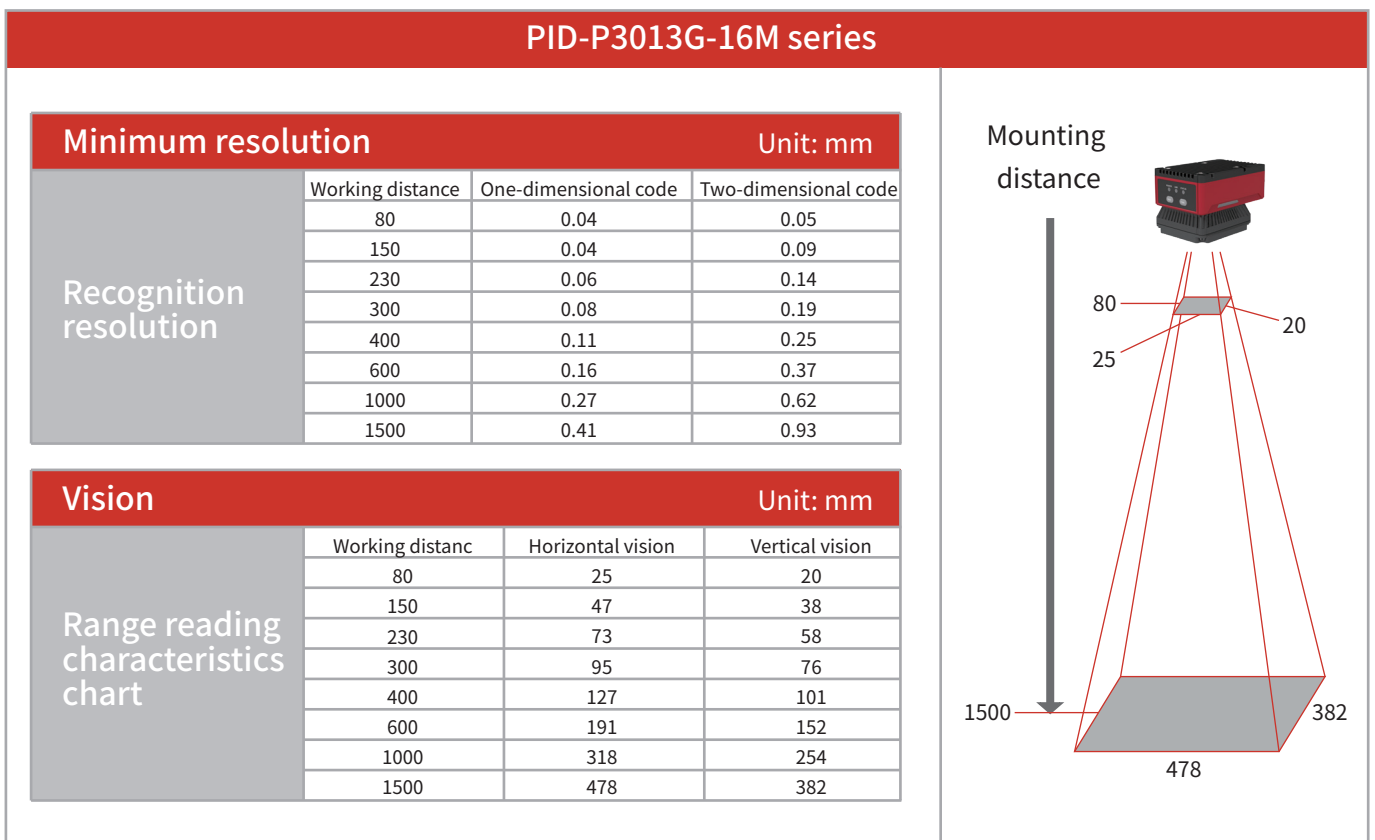 PID-P3013G-16M series
Minimum resolution Unit: mm
Recognition
resolution
Working distance One-dimensional code Two-dimensional code
80 0.04 0.05
150 0.04 0.09
230 0.06 0.14
300 0.08 0.19
400 0.11 0.25
600 0.16 0.37
1000 0.27 0.62
1500 0.41 0.93
Vision Unit: mm
Range reading
characteristics
chart
Working distanc Horizontal vision Vertical vision
80 25 20
150 47 38
230 73 58
300 95 76
400 127 101
600 191 152
1000 318 254
1500 478 382
Mounting
distance
80
20
25
1500
382
478